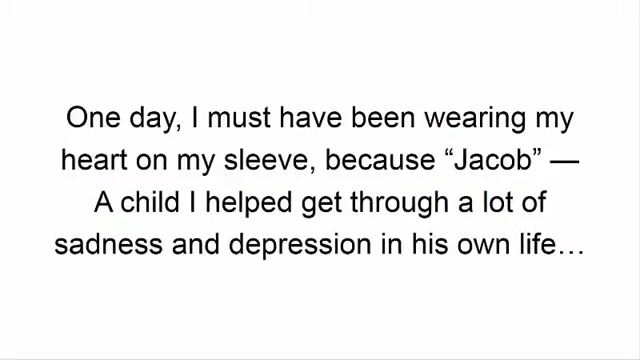 One day, I must have been wearing my
heart on my sleeve, because “Jacob” —
A child I helped get through a lot of
sadness and depression in his own life…